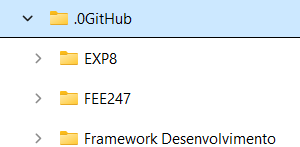 .0GitHub
EXP8
FEE247
Framework Desenvolvimento